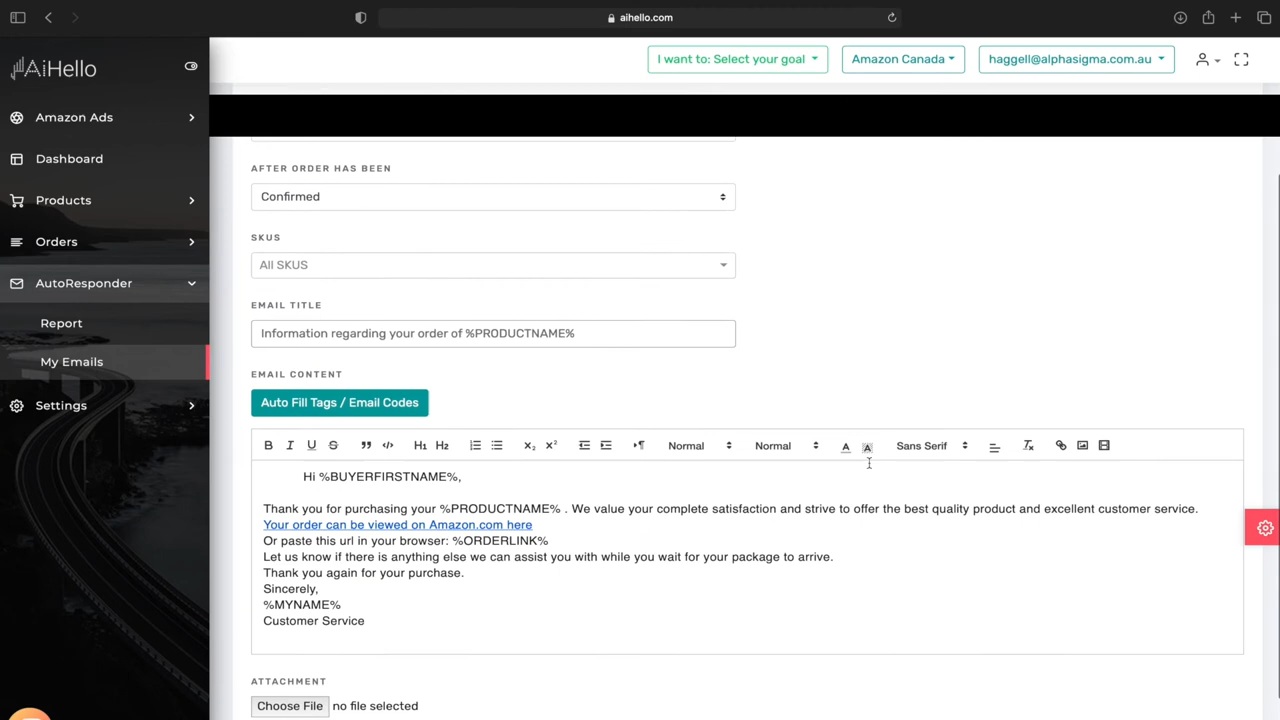 aihello.com
AiHello
I want to: Select your goal
Amazon Canada
haggell@alphasigma.com.au
Amazon Ads
Dashboard
Products
Orders
AutoResponder
Report
My Emails
Settings
AFTER ORDER HAS BEEN
Confirmed
SKUS
All SKUS
EMAIL TITLE
Information regarding your order of %PRODUCTNAME%
EMAIL CONTENT
Auto Fill Tags / Email Codes
B I U S H1 H2 X2 X2 Normal Normal A A Sans Serif
Hi %BUYERFIRSTNAME%,
Thank you for purchasing your %PRODUCTNAME% . We value your complete satisfaction and strive to offer the best quality product and excellent customer service.
Your order can be viewed on Amazon.com here
Or paste this url in your browser: %ORDERLINK%
Let us know if there is anything else we can assist you with while you wait for your package to arrive.
Thank you again for your purchase.
Sincerely,
%MYNAME%
Customer Service
ATTACHMENT
Choose File no file selected